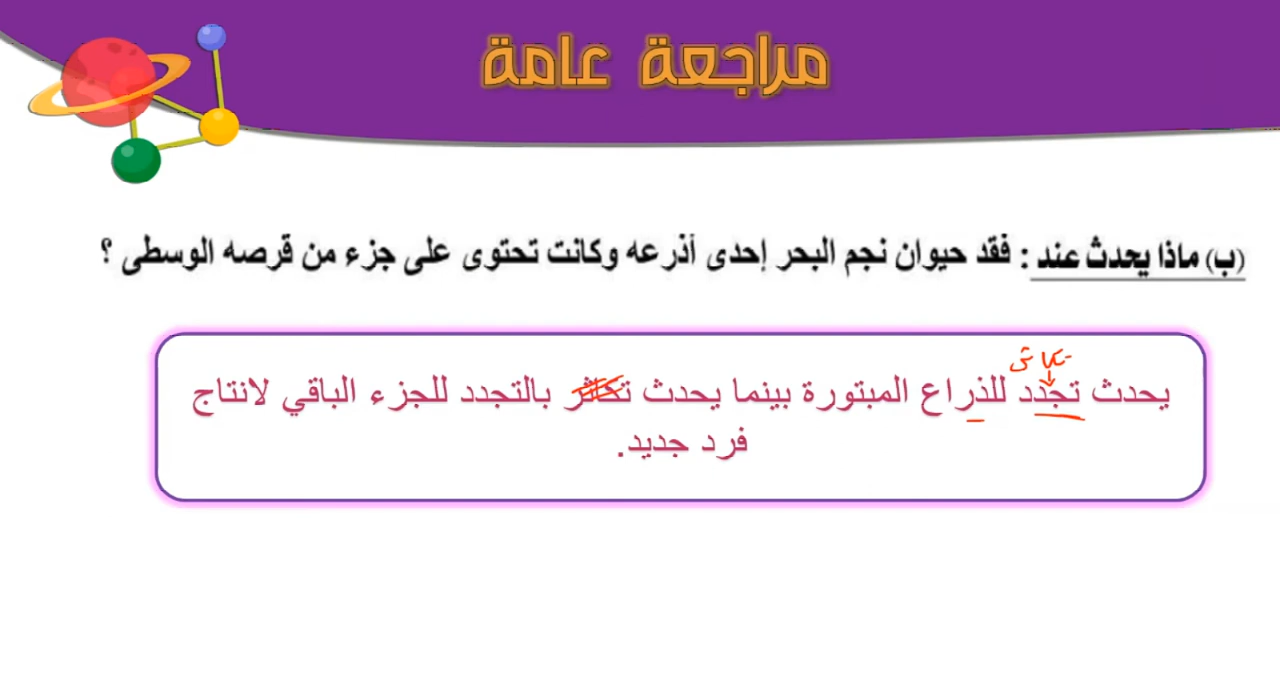 مراجعة عامة
(ب) ماذا يحدث عند : فقد حيوان نجم البحر إحدى أذرعه وكانت تحتوى على جزء من قرصه الوسطى ؟
تكاثر
يحدث تجدد للذراع المبتورة بينما يحدث تكاثر بالتجدد للجزء الباقي لانتاج
فرد جديد.